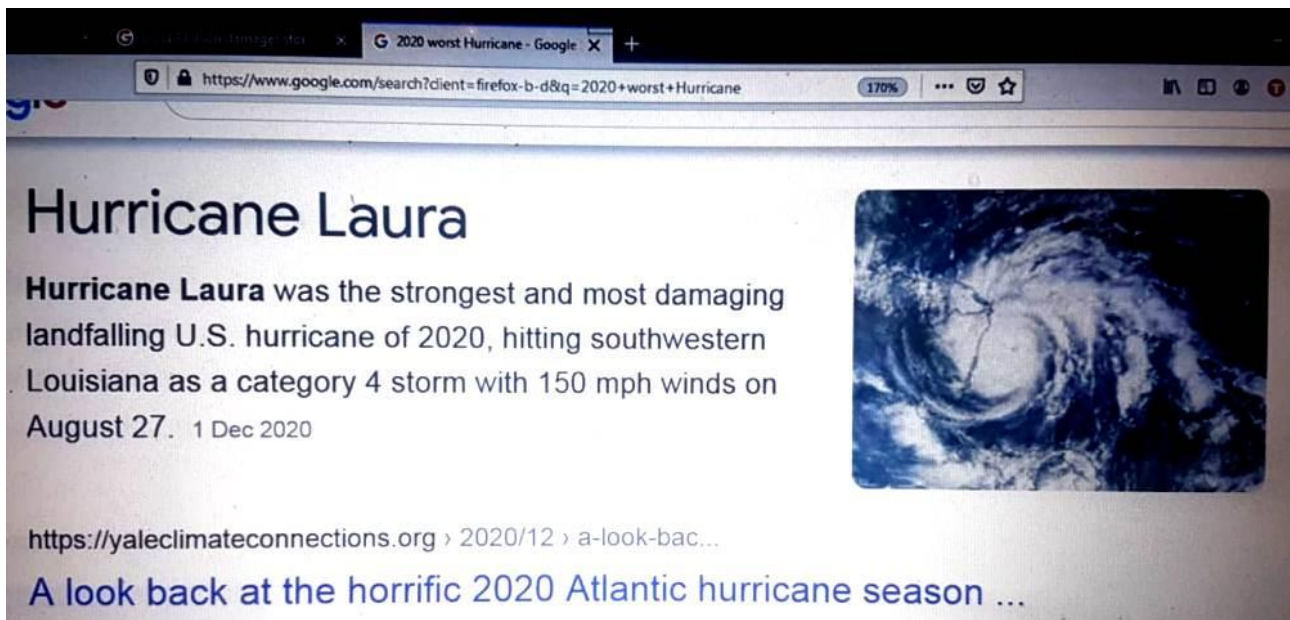 2020 worst Hurricane - Google
https://www.google.com/search?client=firefox-b-d&q=2020+worst+Hurricane
170%
Hurricane Laura
Hurricane Laura was the strongest and most damaging
landfalling U.S. hurricane of 2020, hitting southwestern
Louisiana as a category 4 storm with 150 mph winds on
August 27. 1 Dec 2020
https://yaleclimateconnections.org › 2020/12 › a-look-bac...
A look back at the horrific 2020 Atlantic hurricane season ...